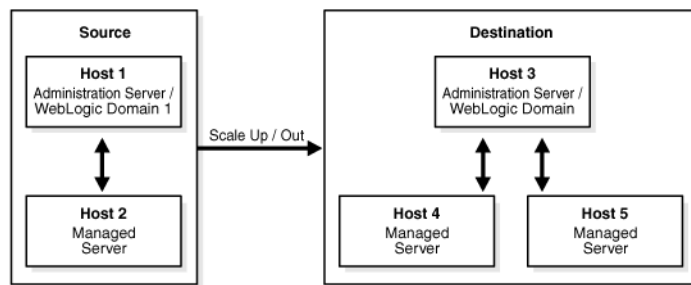 Source
Host 1
Administration Server /
WebLogic Domain 1
Host 2
Managed
Server
Scale Up / Out
Destination
Host 3
Administration Server /
WebLogic Domain
Host 4
Managed
Server
Host 5
Managed
Server